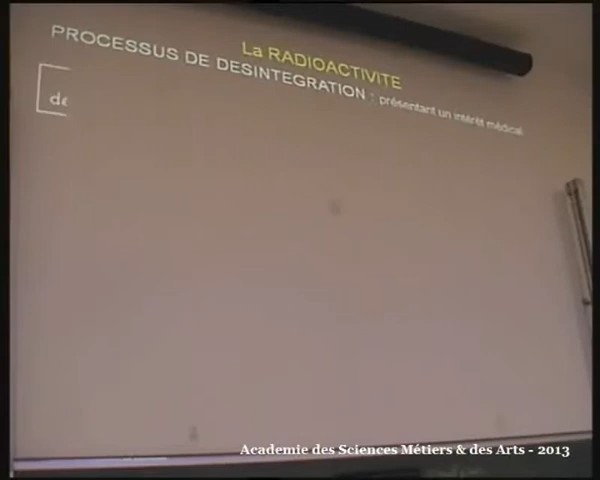 La RADIOACTIVITE
PROCESSUS DE DESINTEGRATION : présentant un intérêt médical
de
Academie des Sciences Métiers & des Arts - 2013